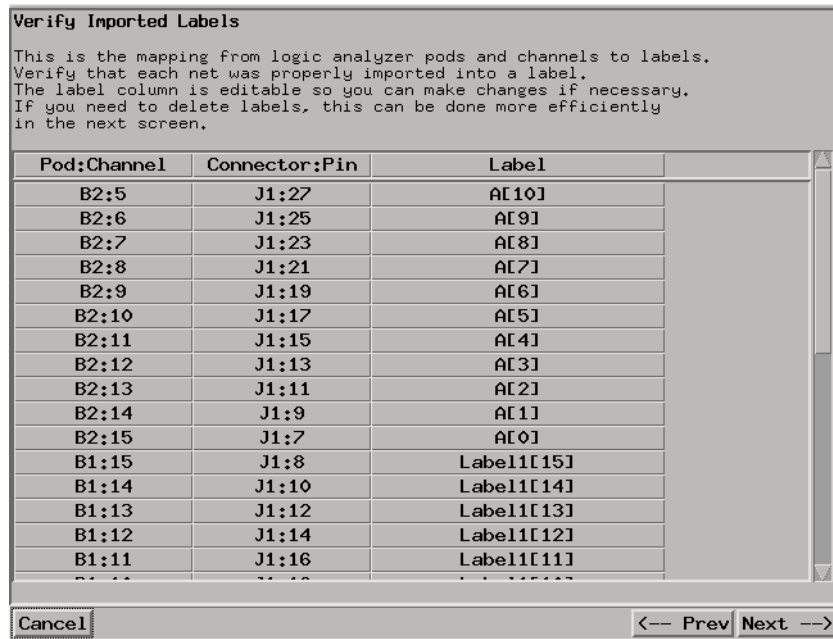 Verify Imported Labels
This is the mapping from logic analyzer pods and channels to labels.
Verify that each net was properly imported into a label.
The label column is editable so you can make changes if necessary.
If you need to delete labels, this can be done more efficiently
in the next screen.
Pod:Channel Connector:Pin Label
B2:5 J1:27 A[10]
B2:6 J1:25 A[9]
B2:7 J1:23 A[8]
B2:8 J1:21 A[7]
B2:9 J1:19 A[6]
B2:10 J1:17 A[5]
B2:11 J1:15 A[4]
B2:12 J1:13 A[3]
B2:13 J1:11 A[2]
B2:14 J1:9 A[1]
B2:15 J1:7 A[0]
B1:15 J1:8 Label1[15]
B1:14 J1:10 Label1[14]
B1:13 J1:12 Label1[13]
B1:12 J1:14 Label1[12]
B1:11 J1:16 Label1[11]
Cancel <-- Prev Next -->